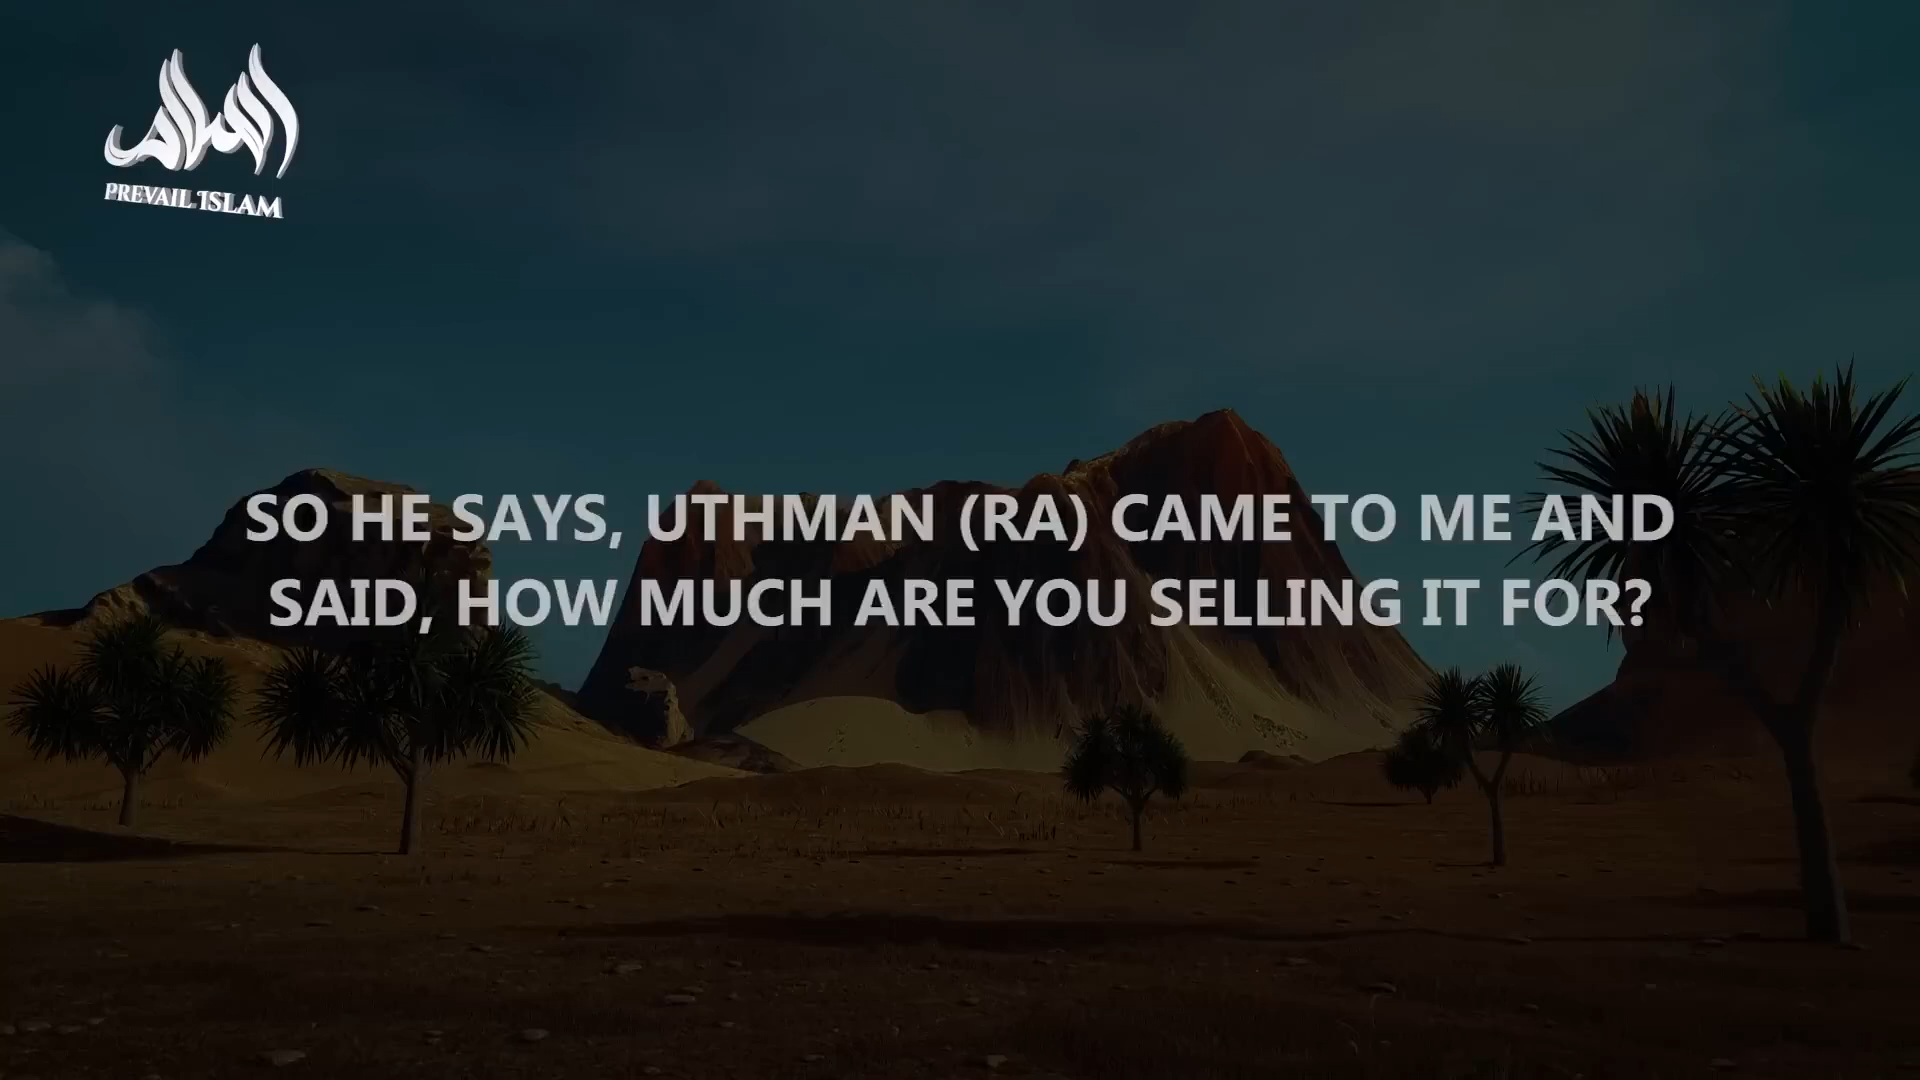 السلام
PREVAIL ISLAM
SO HE SAYS, UTHMAN (RA) CAME TO ME AND
SAID, HOW MUCH ARE YOU SELLING IT FOR?